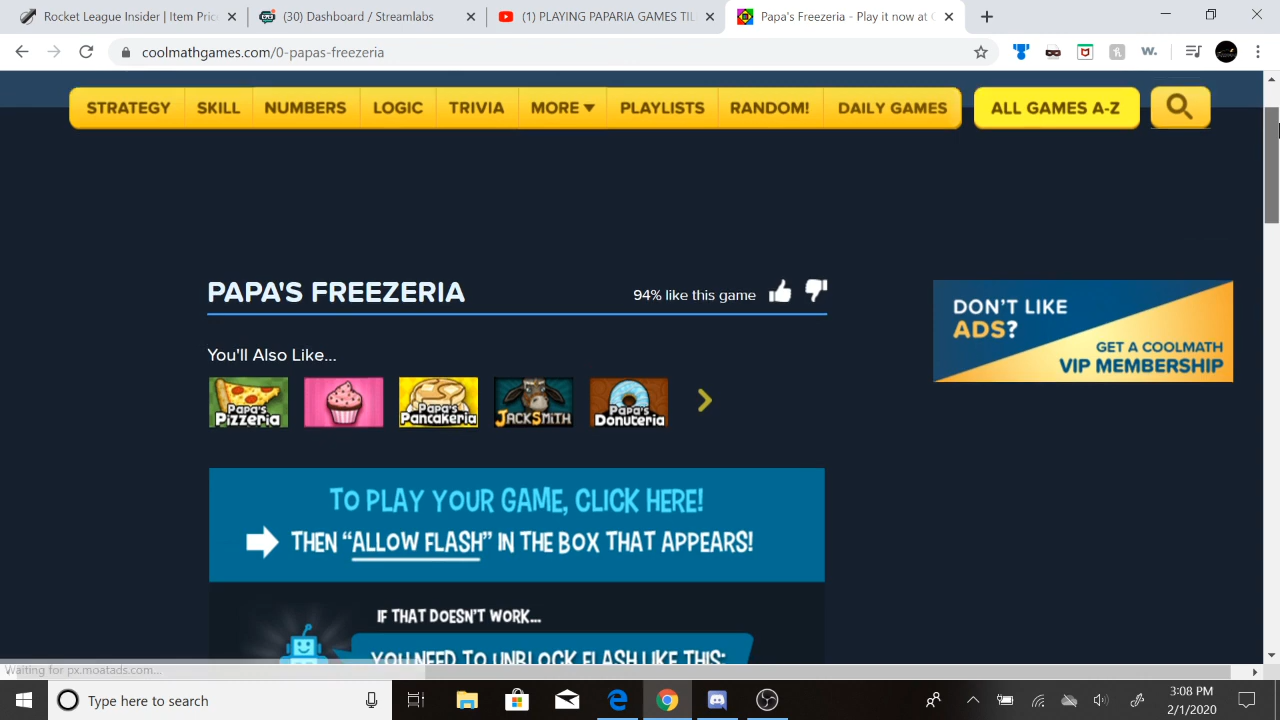 Rocket League Insider | Item Pric
(30) Dashboard / Streamlabs
(1) PLAYING PAPARIA GAMES TIL
Papa's Freezeria - Play it now at C
coolmathgames.com/0-papas-freezeria
W.
STRATEGY SKILL NUMBERS LOGIC TRIVIA MORE PLAYLISTS RANDOM! DAILY GAMES ALL GAMES A-Z
PAPA'S FREEZERIA
94% like this game
DON'T LIKE
ADS?
GET A COOLMATH
VIP MEMBERSHIP
You'll Also Like...
Papa's
Pizzeria
Papa's
Pancakeria
JACKSMITH
Papa's
Donuteria
TO PLAY YOUR GAME, CLICK HERE!
THEN “ALLOW FLASH” IN THE BOX THAT APPEARS!
IF THAT DOESN'T WORK...
YOU NEED TO UNBLOCK FLASH LIKE THIS:
Waiting for px.moatads.com...
Type here to search
3:08 PM
2/1/2020